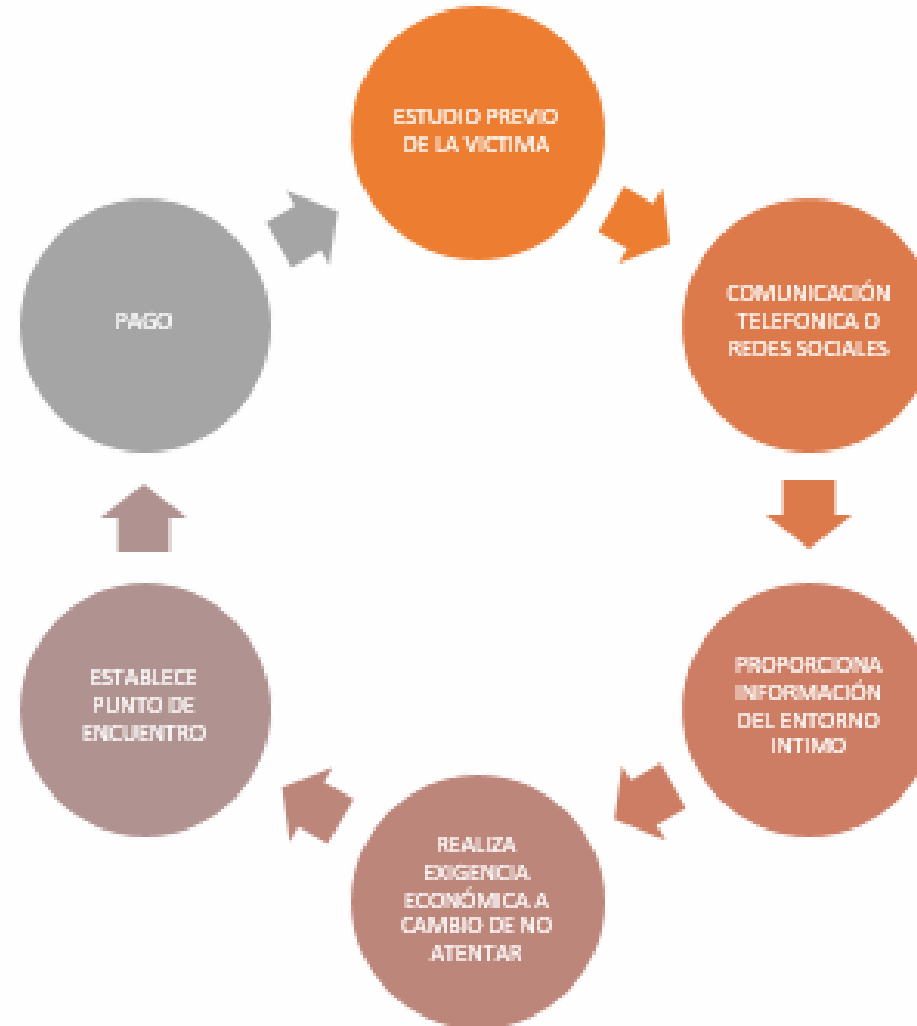 ESTUDIO PREVIO
DE LA VICTIMA
COMUNICACIÓN
TELEFONICA O
REDES SOCIALES
PROPORCIONA
INFORMACIÓN
DEL ENTORNO
INTIMO
REALIZA
EXIGENCIA
ECONÓMICA A
CAMBIO DE NO
ATENTAR
ESTABLECE
PUNTO DE
ENCUENTRO
PAGO